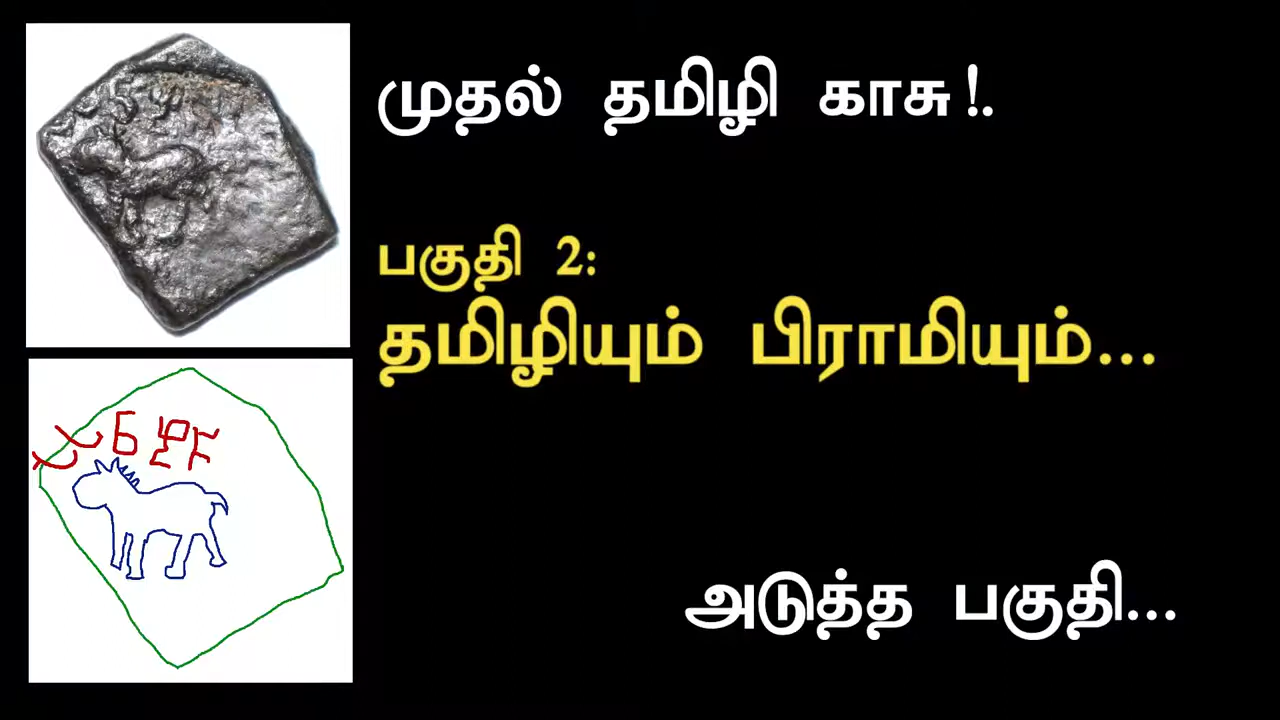 முதல் தமிழி காசு!.
பகுதி 2:
தமிழியும் பிராமியும்...
அடுத்த பகுதி...